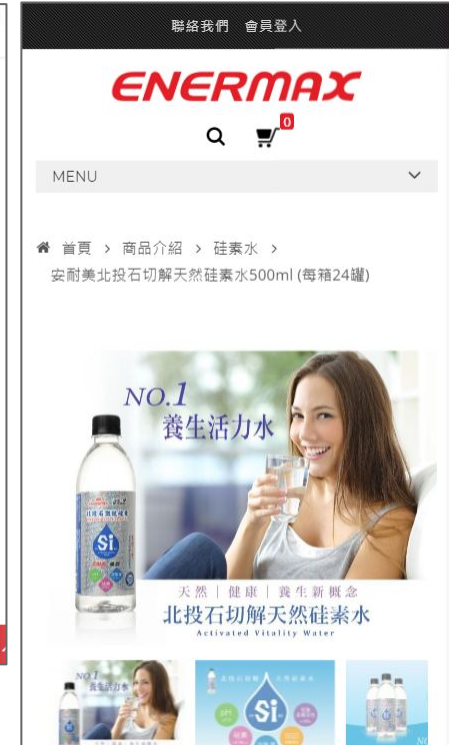 聯絡我們 會員登入
ENERMAX
0
MENU
首頁 > 商品介紹 > 硅素水 >
安耐美北投石切解天然硅素水500ml (每箱24罐)
NO.1
養生活力水
Si
天然｜健康｜養生新概念
北投石切解天然硅素水
Activated Vitality Water
NO.1
養生活力水
Si
pH